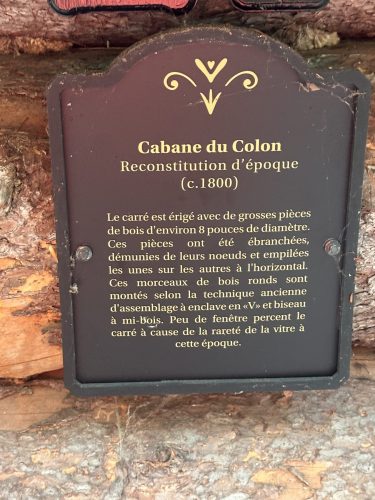 Cabane du Colon
Reconstitution d'époque
(c.1800)
Le carré est érigé avec de grosses pièces
de bois d'environ 8 pouces de diamètre.
Ces pièces ont été ébranchées,
démunies de leurs noeuds et empilées
les unes sur les autres à l'horizontal.
Ces morceaux de bois ronds sont
montés selon la technique ancienne
d'assemblage à enclave en «V» et biseau
à mi-bois. Peu de fenêtre percent le
carré à cause de la rareté de la vitre à
cette époque.